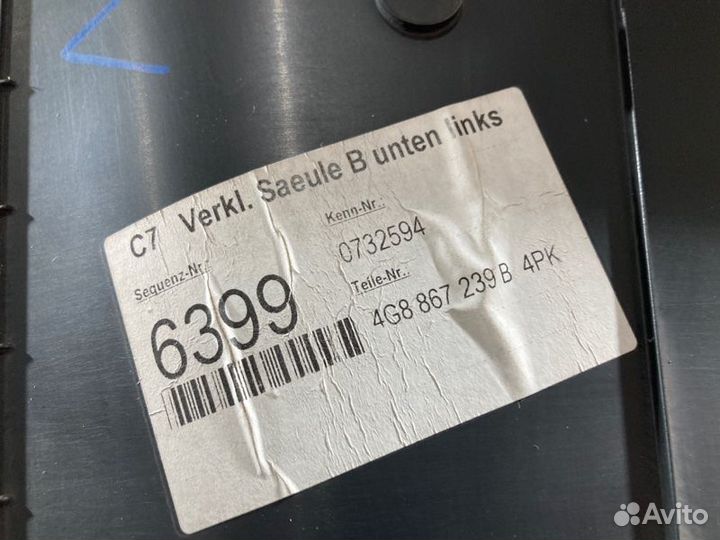 C7 Verkl. Saeule B unten links
Sequenz-Nr.:
6399
Kenn-Nr.:
0732594
Teile-Nr.:
4G8 867 239 B 4PK
Avito